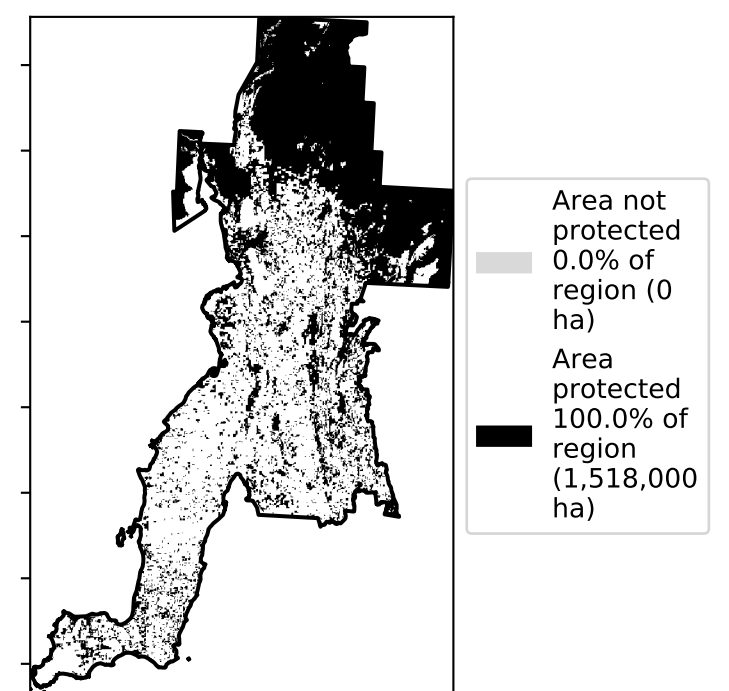 Area not
protected
0.0% of
region (0
ha)
Area
protected
100.0% of
region
(1,518,000
ha)